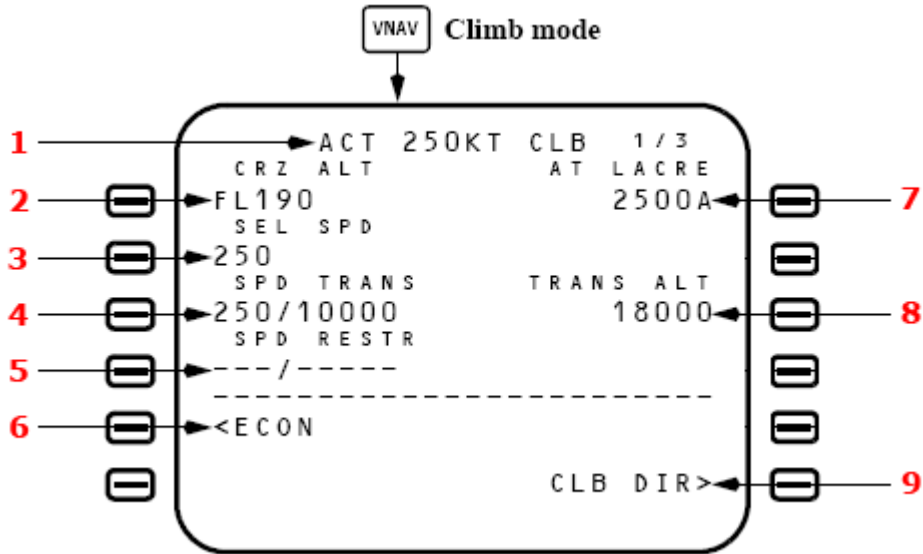 VNAV Climb mode
1 ACT 250KT CLB 1/3
CRZ ALT AT LACRE
2 FL190 2500A 7
SEL SPD
3 250
SPD TRANS TRANS ALT
4 250/10000 18000 8
SPD RESTR
5 ---/-----
------------------------
6 <ECON
CLB DIR> 9